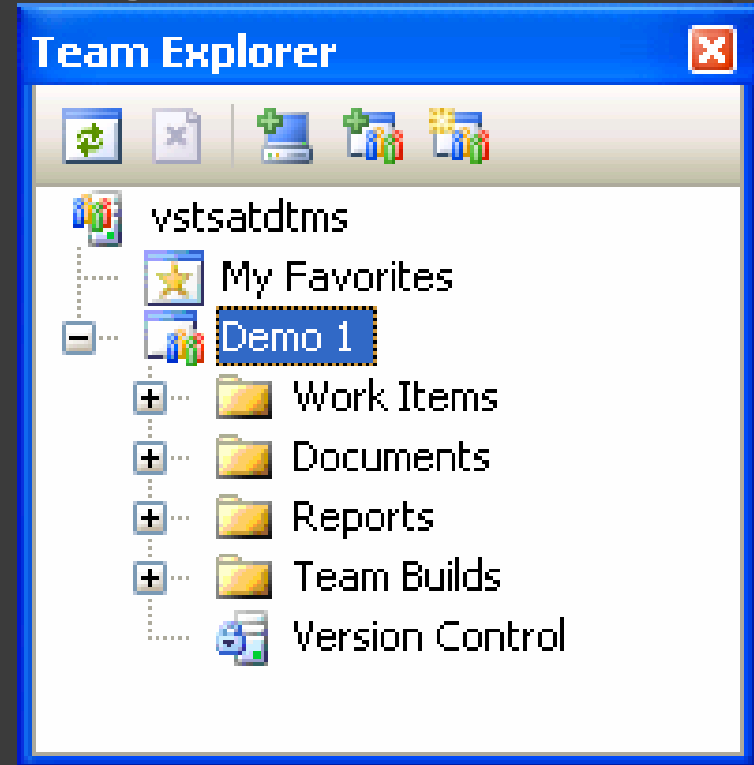 Team Explorer
vstsatdtms
My Favorites
Demo 1
Work Items
Documents
Reports
Team Builds
Version Control